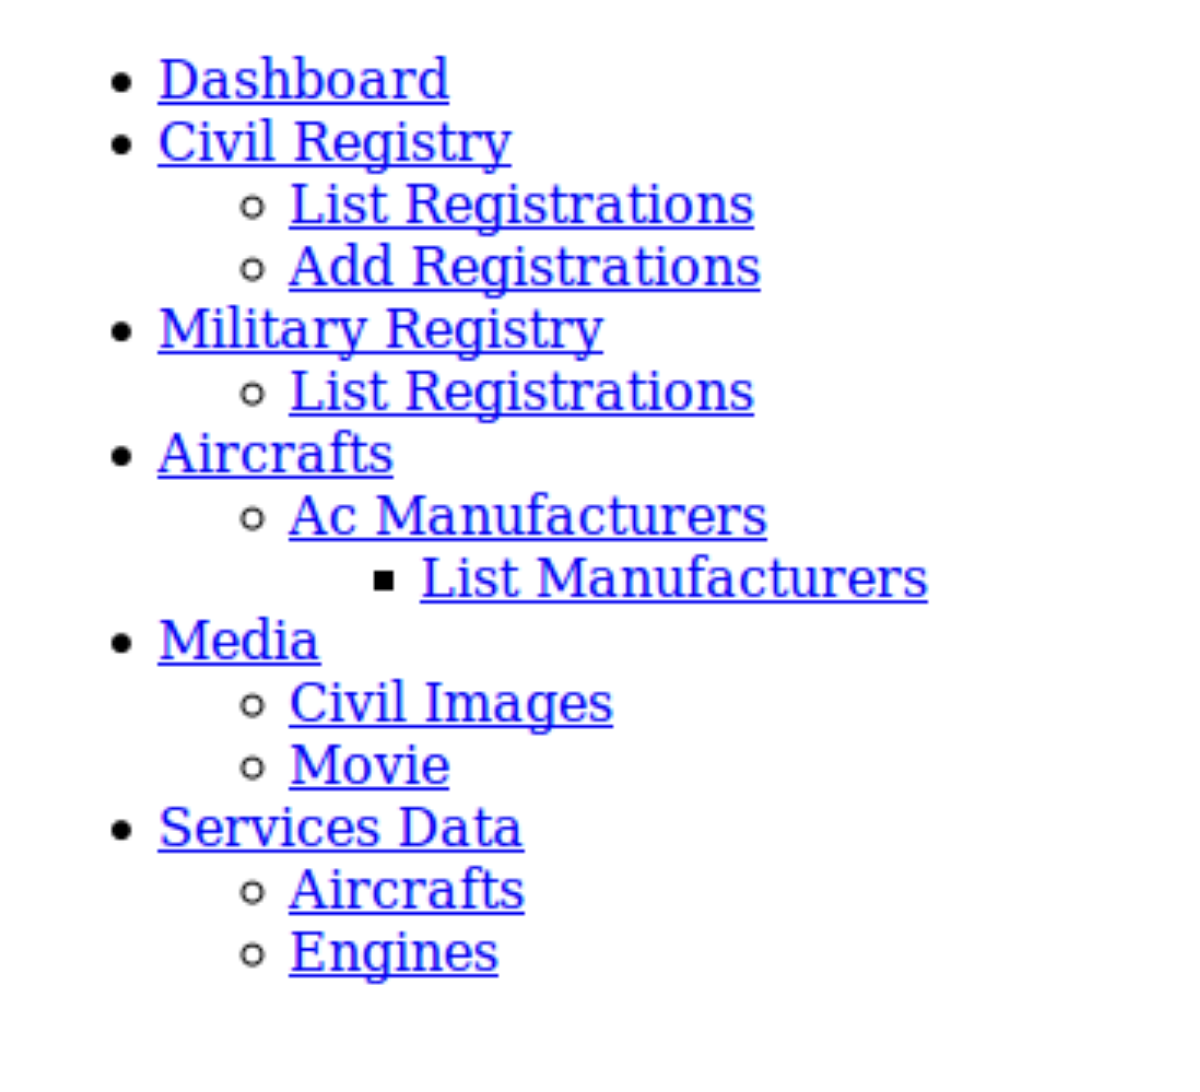 Dashboard
Civil Registry
List Registrations
Add Registrations
Military Registry
List Registrations
Aircrafts
Ac Manufacturers
List Manufacturers
Media
Civil Images
Movie
Services Data
Aircrafts
Engines